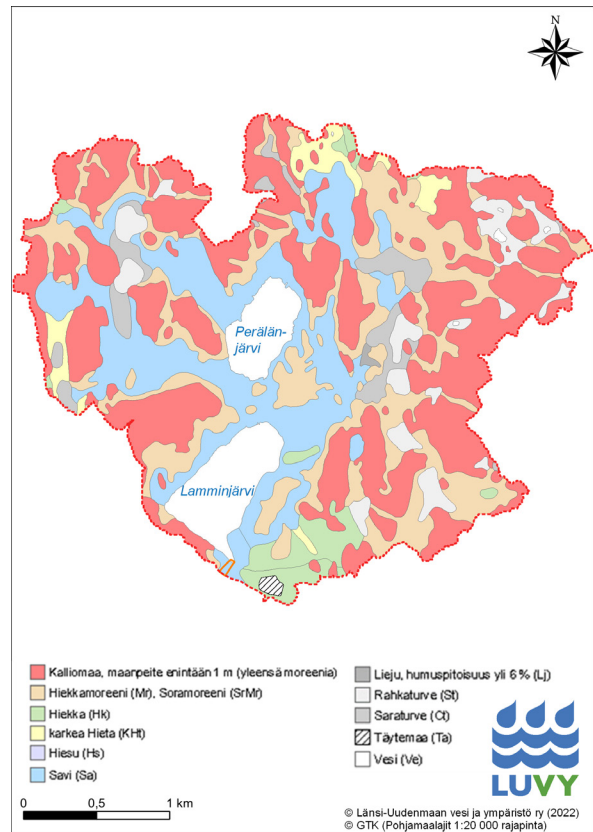 N
Perälän-
järvi
Lamminjärvi
Kalliomaa, maanpeite enintään 1 m (yleensä moreenia)
Hiekkamoreeni (Mr), Soramoreeni (SrMr)
Hiekka (Hk)
karkea Hieta (KHt)
Hiesu (Hs)
Savi (Sa)
Lieju, humuspitoisuus yli 6 % (Lj)
Rahkaturve (St)
Saraturve (Ct)
Täytemaa (Ta)
Vesi (Ve)
0 0,5 1 km
LUVY
© Länsi-Uudenmaan vesi ja ympäristö ry (2022)
© GTK (Pohjamaalajit 1:20 000 rajapinta)